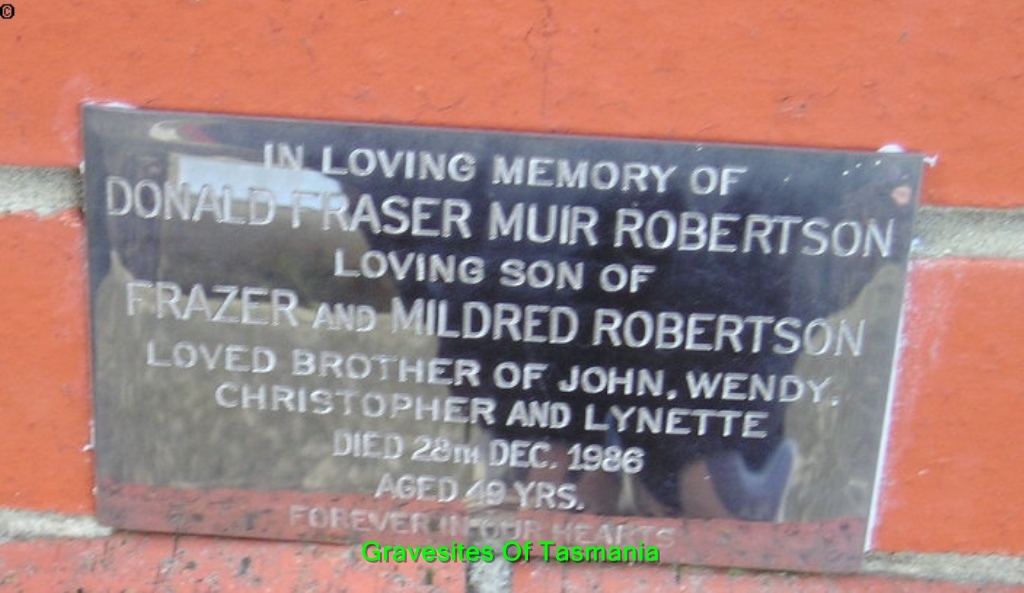 ©
IN LOVING MEMORY OF
DONALD FRASER MUIR ROBERTSON
LOVING SON OF
FRAZER AND MILDRED ROBERTSON
LOVED BROTHER OF JOHN, WENDY,
CHRISTOPHER AND LYNETTE
DIED 28TH DEC. 1986
AGED 49 YRS.
FOREVER IN OUR HEARTS
Gravesites Of Tasmania